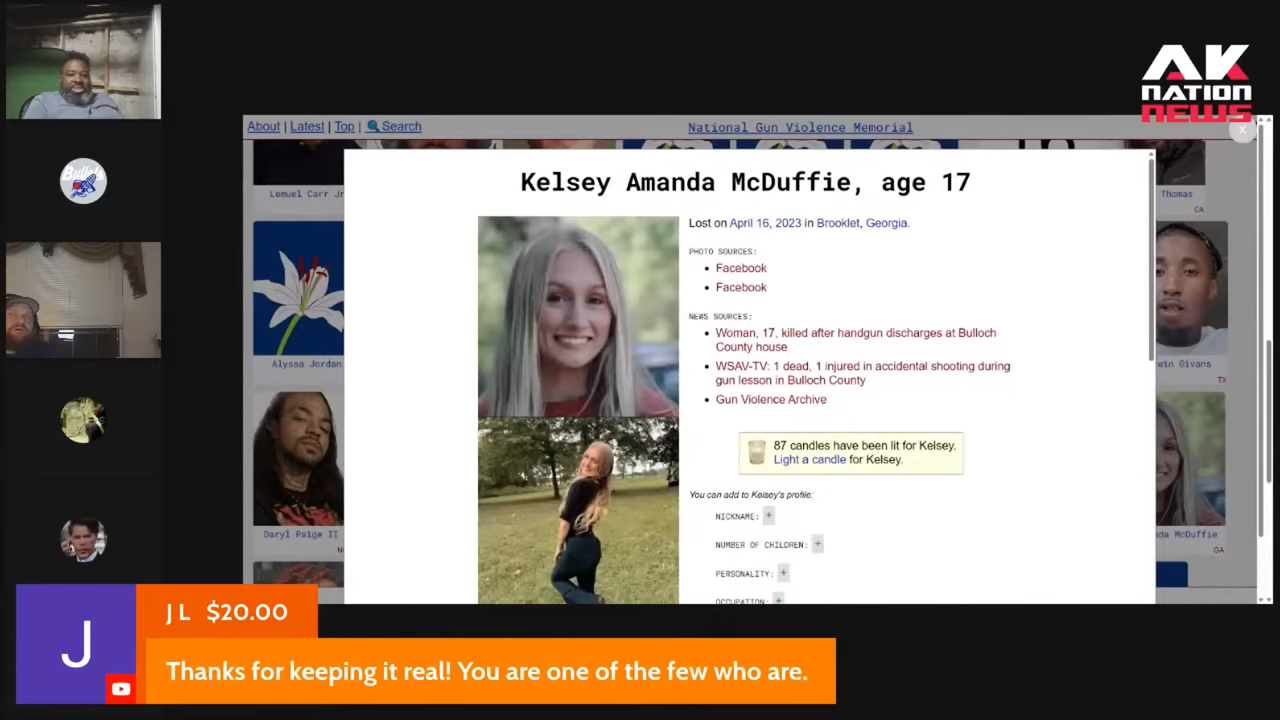 AK
NATION
NEWS
Bullets
About | Latest | Top | Search
National Gun Violence Memorial
X
Lemuel Carr Jr
Thomas
CA
Kelsey Amanda McDuffie, age 17
Lost on April 16, 2023 in Brooklet, Georgia.
PHOTO SOURCES:
Facebook
Facebook
NEWS SOURCES:
Woman, 17, killed after handgun discharges at Bulloch
County house
WSAV-TV: 1 dead, 1 injured in accidental shooting during
gun lesson in Bulloch County
Gun Violence Archive
87 candles have been lit for Kelsey.
Light a candle for Kelsey.
You can add to Kelsey's profile:
NICKNAME: +
NUMBER OF CHILDREN: +
PERSONALITY: +
OCCUPATION: +
Alyssa Jordan
win Givans
TX
Daryl Paige II
da McDuffie
GA
J
J L $20.00
Thanks for keeping it real! You are one of the few who are.